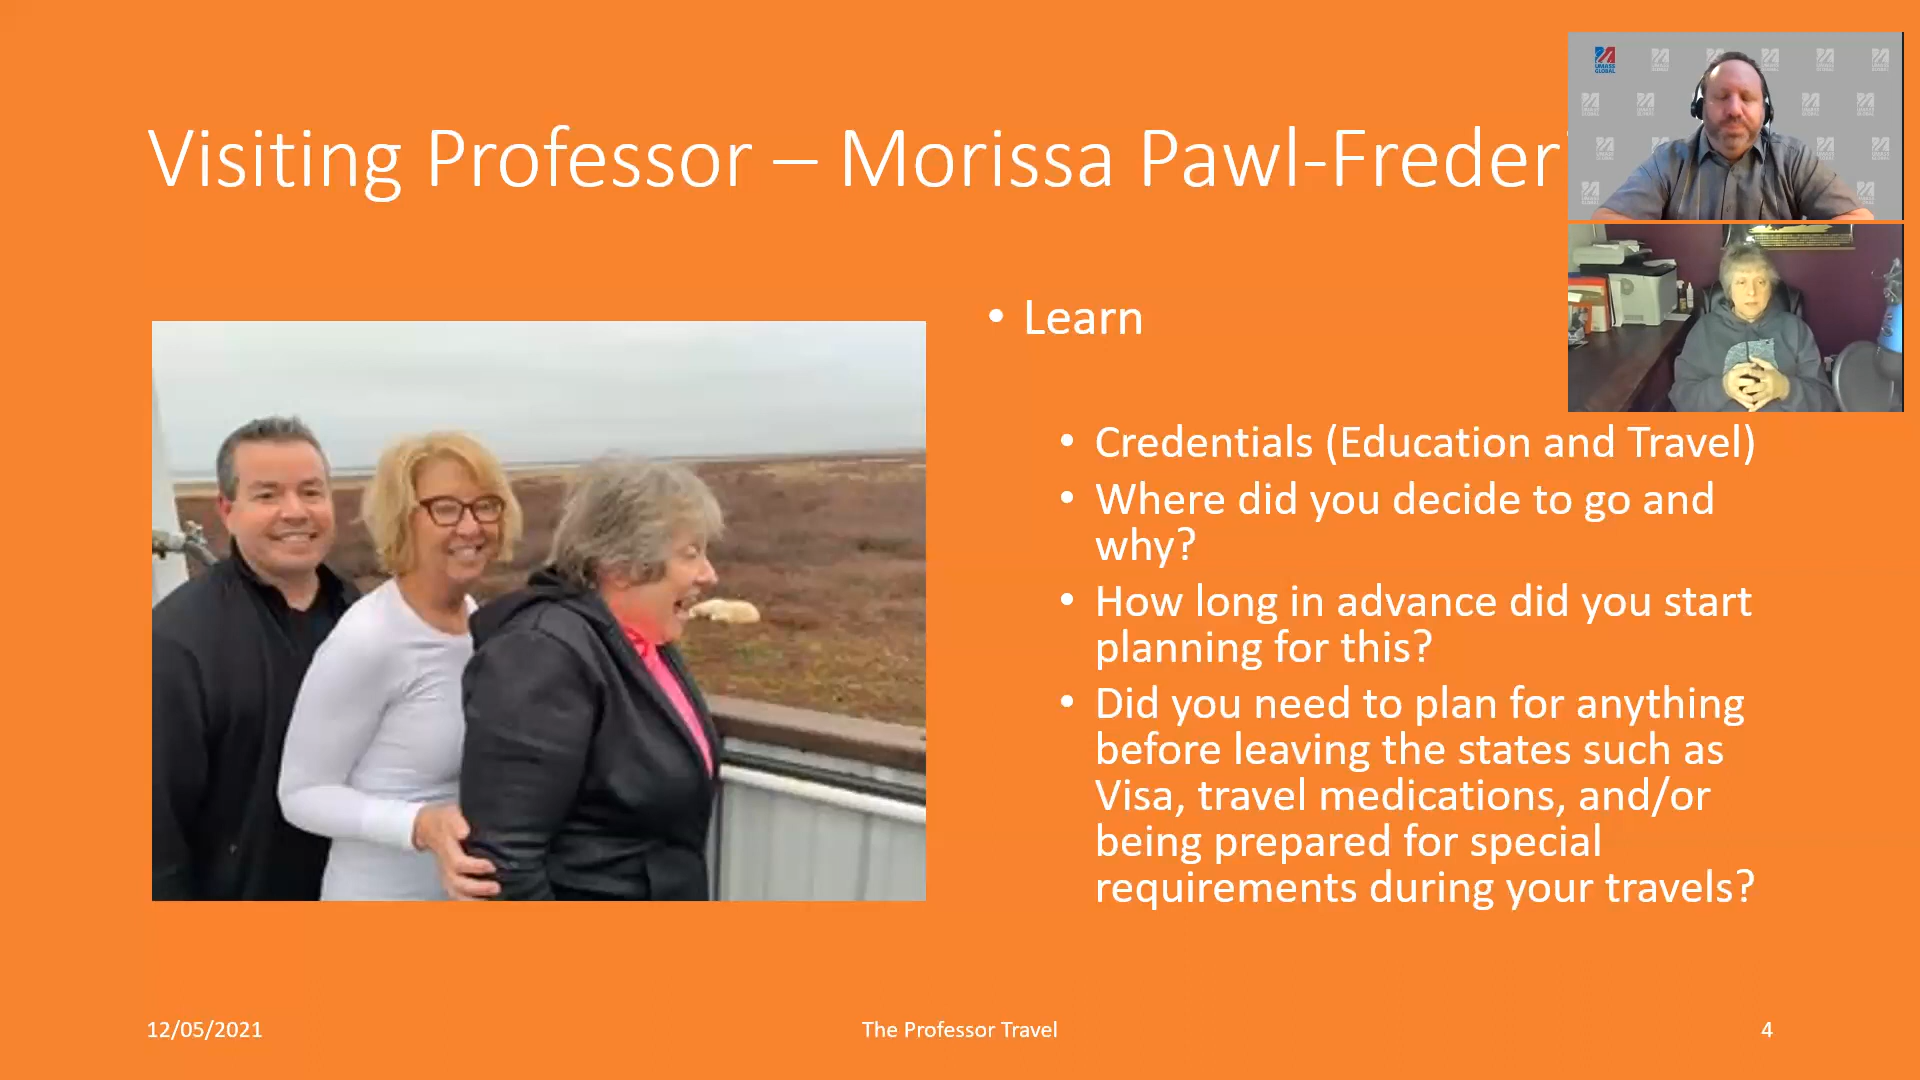 Visiting Professor – Morissa Pawl-Freder
UMASS
GLOBAL
• Learn
• Credentials (Education and Travel)
• Where did you decide to go and
why?
• How long in advance did you start
planning for this?
• Did you need to plan for anything
before leaving the states such as
Visa, travel medications, and/or
being prepared for special
requirements during your travels?
12/05/2021
The Professor Travel
4